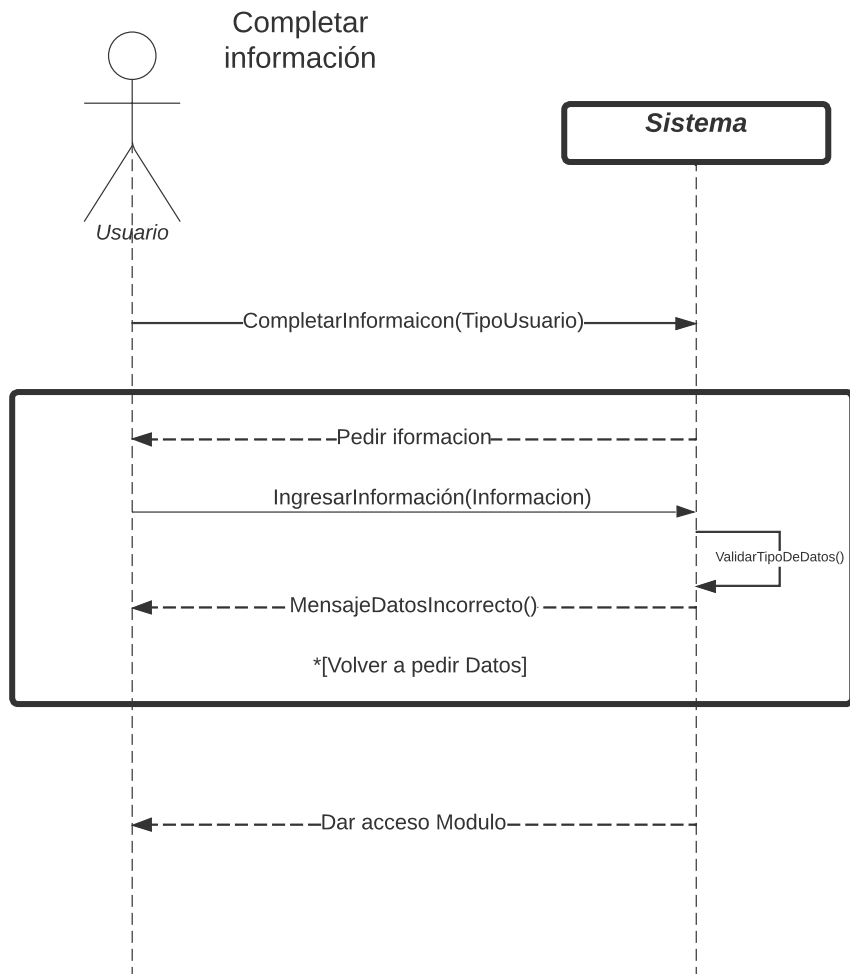 Completar
información
Sistema
Usuario
CompletarInformaicon(TipoUsuario)
Pedir iformacion
IngresarInformación(Informacion)
ValidarTipoDeDatos()
MensajeDatosIncorrecto()
*[Volver a pedir Datos]
Dar acceso Modulo